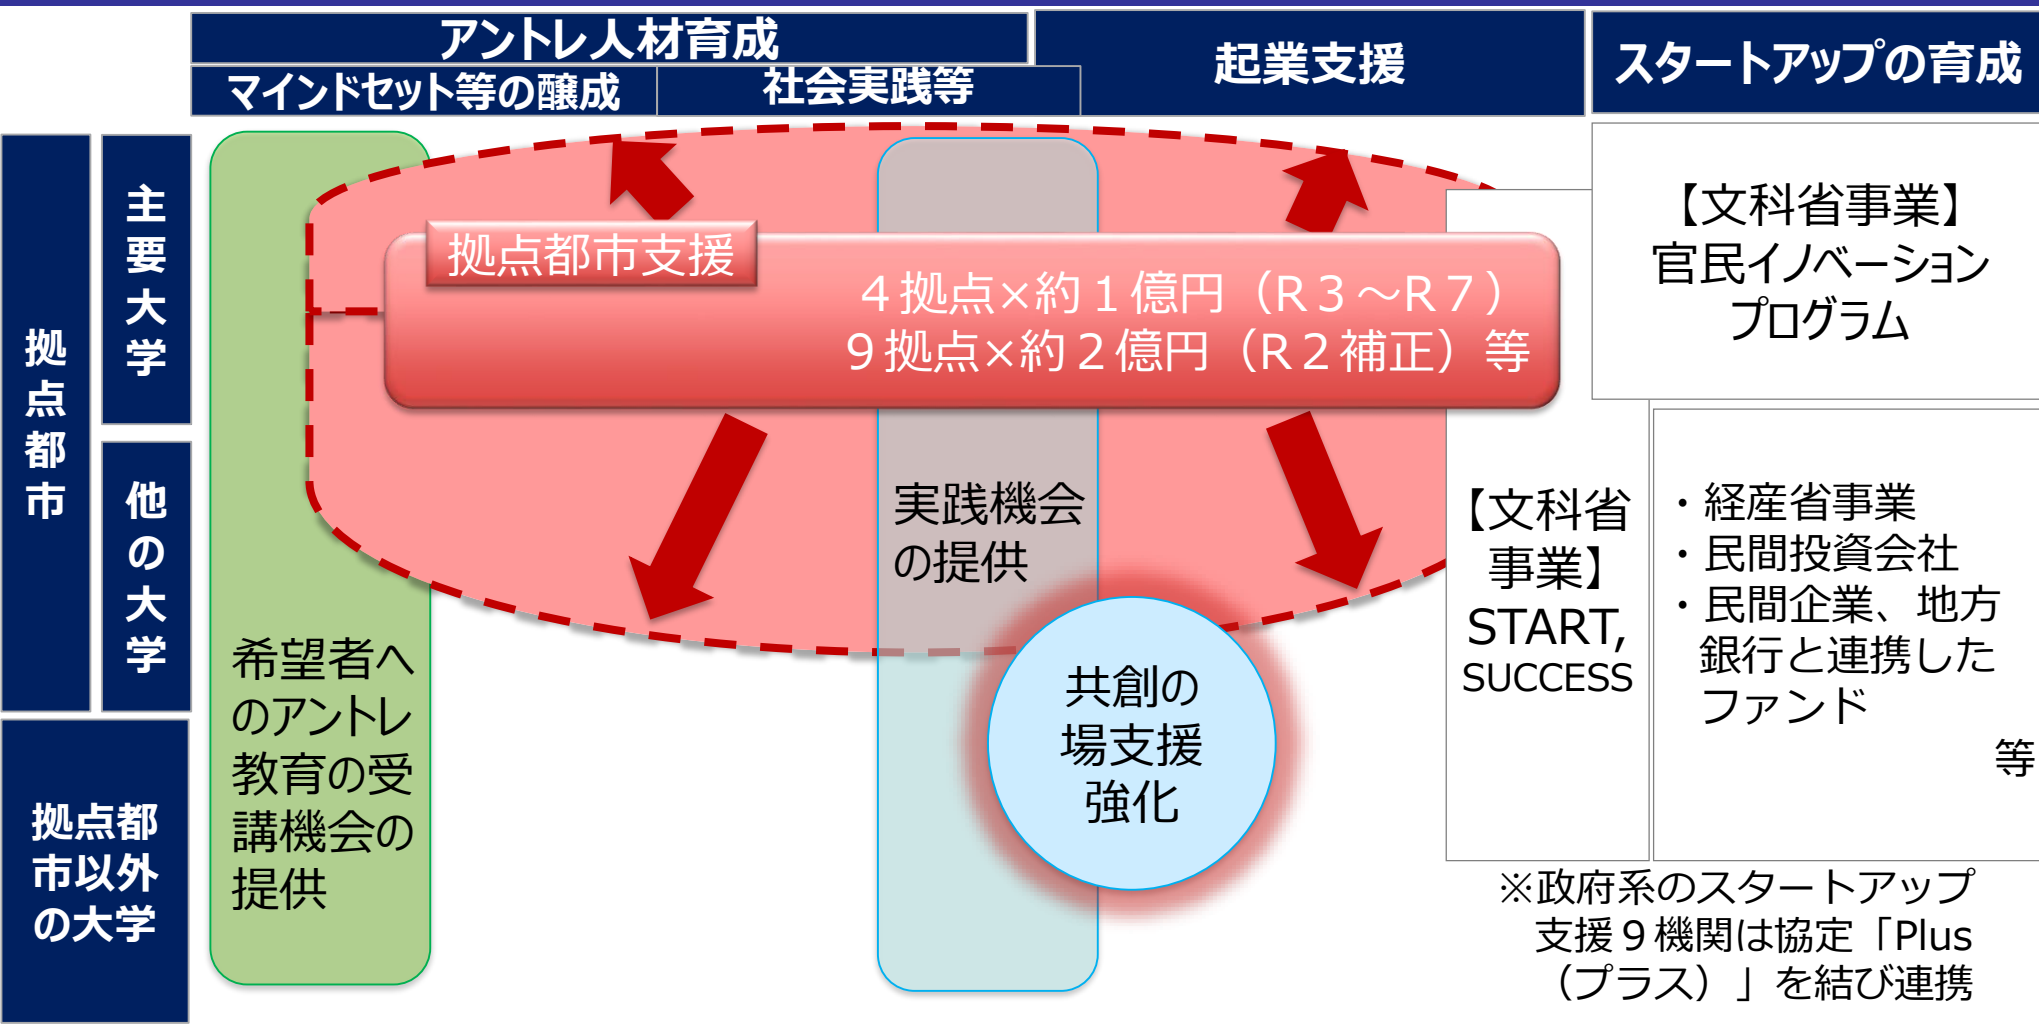 アントレ人材育成
マインドセット等の醸成
社会実践等
起業支援
スタートアップの育成
拠点都市
主要大学
他の大学
拠点都
市以外
の大学
拠点都市支援
４拠点×約１億円（R３～R７）
９拠点×約２億円（R２補正）等
希望者へ
のアントレ
教育の受
講機会の
提供
実践機会
の提供
共創の
場支援
強化
【文科省
事業】
START,
SUCCESS
【文科省事業】
官民イノベーション
プログラム
・経産省事業
・民間投資会社
・民間企業、地方
銀行と連携した
ファンド
等
※政府系のスタートアップ
支援９機関は協定「Plus
（プラス）」を結び連携